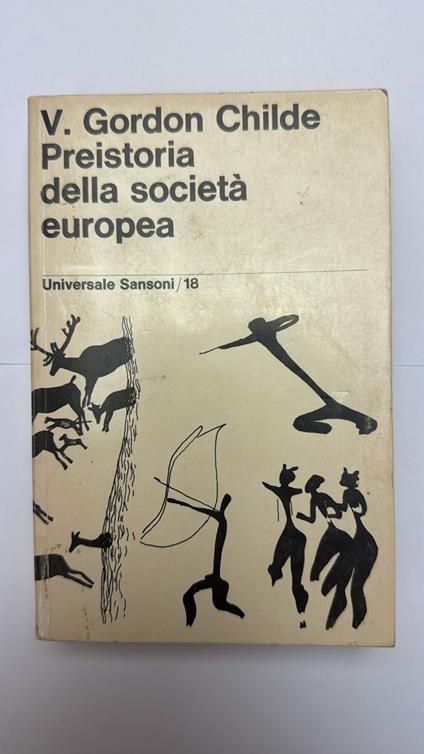 V. Gordon Childe
Preistoria
della società
europea
Universale Sansoni/18